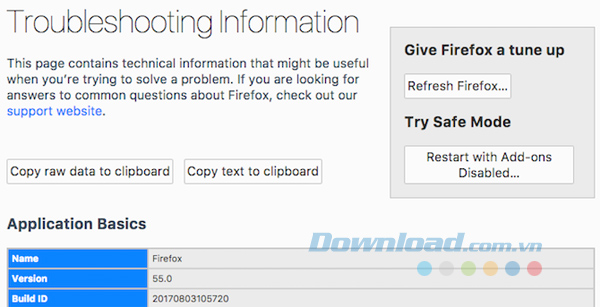 Troubleshooting Information
This page contains technical information that might be useful
when you're trying to solve a problem. If you are looking for
answers to common questions about Firefox, check out our
support website.
Give Firefox a tune up
Refresh Firefox...
Try Safe Mode
Restart with Add-ons
Disabled...
Copy raw data to clipboard
Copy text to clipboard
Application Basics
Download.com.vn
Name Firefox
Version 55.0
Build ID 20170803105720